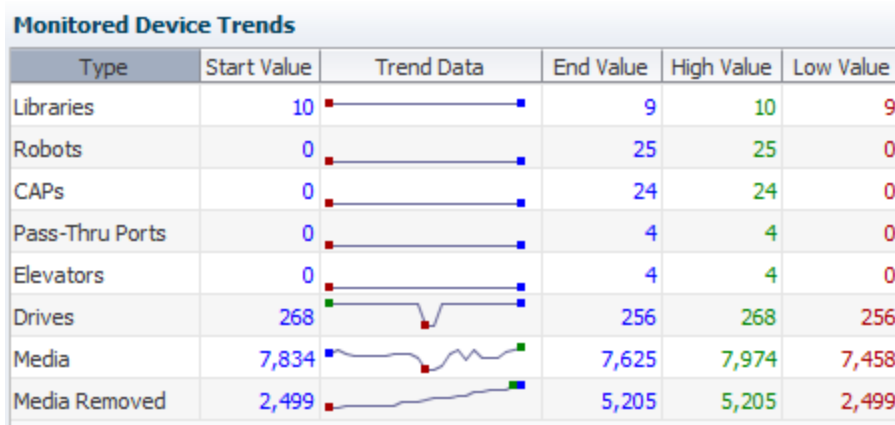 Monitored Device Trends
Type Start Value Trend Data End Value High Value Low Value
Libraries 10 9 10 9
Robots 0 25 25 0
CAPs 0 24 24 0
Pass-Thru Ports 0 4 4 0
Elevators 0 4 4 0
Drives 268 256 268 256
Media 7,834 7,625 7,974 7,458
Media Removed 2,499 5,205 5,205 2,499